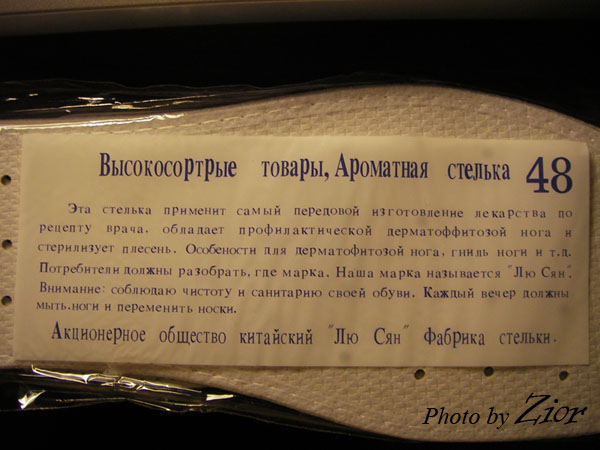 Высокосортрые товары, Ароматная стелька 48
Эта стелька применит самый передовой изготовление лекарства по
рецепту врача, обладает профилактической дерматоффитозой нога и
стерилизует плесень. Особености для дерматофитозой нога, гниль ноги и т.д.
Потребители должны разобрать, где марка. Наша марка называется "Лю Сян".
Внимание: соблюдаю чистоту и санитарию своей обуви. Каждый вечер должны
мыть.ноги и переменить носки.
Акционерное общество китайский "Лю Сян" Фабрика стельки.
Photo by Zior